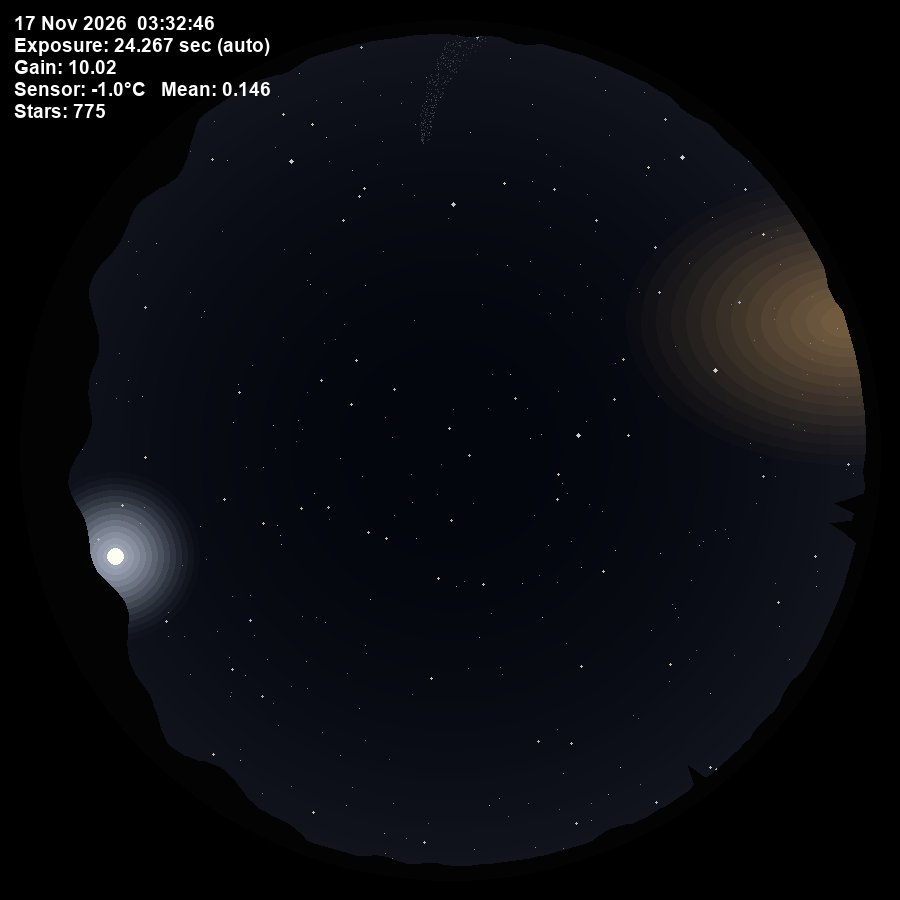 17 Nov 2026  03:32:46
Exposure: 24.267 sec (auto)
Gain: 10.02
Sensor: -1.0°C   Mean: 0.146
Stars: 775